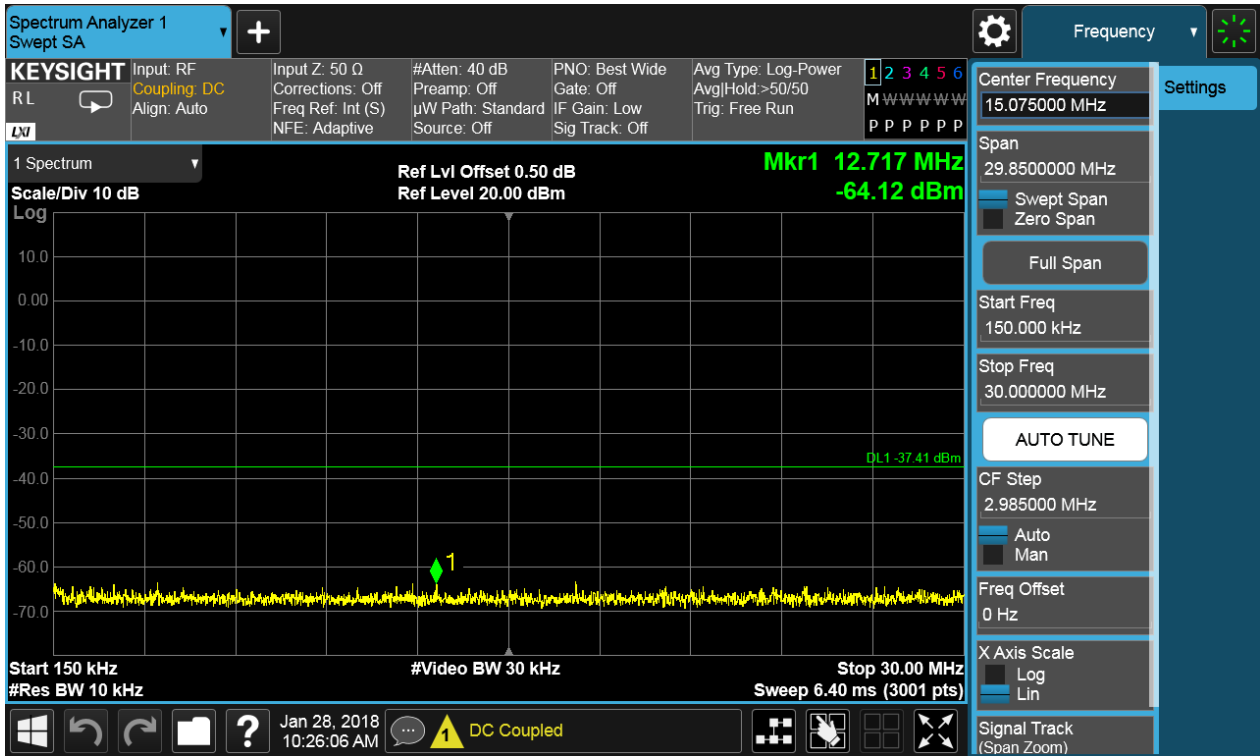 Spectrum Analyzer 1
Swept SA
+
Frequency
KEYSIGHT
RL
LXI
Input: RF
Coupling: DC
Align: Auto
Input Z: 50 Ω
Corrections: Off
Freq Ref: Int (S)
NFE: Adaptive
#Atten: 40 dB
Preamp: Off
µW Path: Standard
Source: Off
PNO: Best Wide
Gate: Off
IF Gain: Low
Sig Track: Off
Avg Type: Log-Power
Avg|Hold:>50/50
Trig: Free Run
1 2 3 4 5 6
M W W W W W
P P P P P P
1 Spectrum
Scale/Div 10 dB
Log
Ref Lvl Offset 0.50 dB
Ref Level 20.00 dBm
Mkr1 12.717 MHz
-64.12 dBm
10.0
0.00
-10.0
-20.0
-30.0
DL1 -37.41 dBm
-40.0
-50.0
-60.0
1
-70.0
Start 150 kHz
#Video BW 30 kHz
Stop 30.00 MHz
#Res BW 10 kHz
Sweep 6.40 ms (3001 pts)
?
Jan 28, 2018
10:26:06 AM
1
DC Coupled
Center Frequency
15.075000 MHz
Settings
Span
29.8500000 MHz
Swept Span
Zero Span
Full Span
Start Freq
150.000 kHz
Stop Freq
30.000000 MHz
AUTO TUNE
CF Step
2.985000 MHz
Auto
Man
Freq Offset
0 Hz
X Axis Scale
Log
Lin
Signal Track
(Span Zoom)